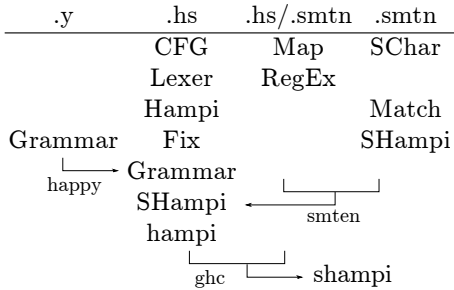 .y .hs .hs/.smtn .smtn
CFG Map SChar
Lexer RegEx
Hampi Match
Grammar Fix SHampi
happy Grammar
SHampi smten
hampi
ghc shampi